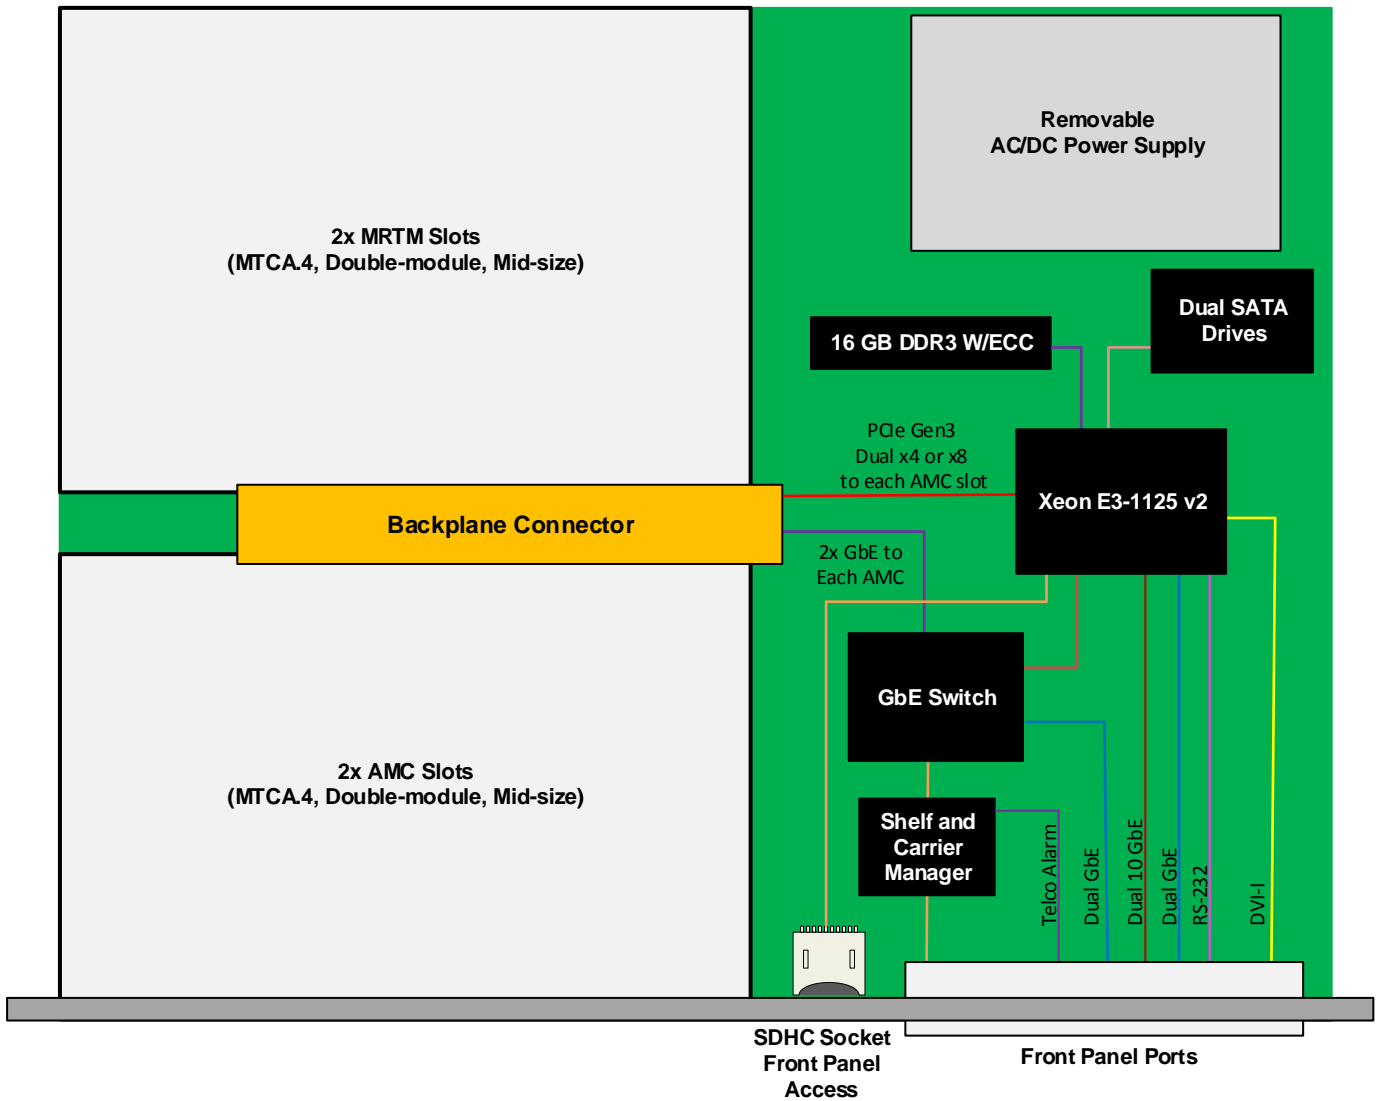 Removable
AC/DC Power Supply
2x MRTM Slots
(MTCA.4, Double-module, Mid-size)
Dual SATA
Drives
16 GB DDR3 W/ECC
PCIe Gen3
Dual x4 or x8
to each AMC slot
Xeon E3-1125 v2
Backplane Connector
2x GbE to
Each AMC
GbE Switch
2x AMC Slots
(MTCA.4, Double-module, Mid-size)
Shelf and
Carrier
Manager
Telco Alarm
Dual GbE
Dual 10 GbE
Dual GbE
RS-232
DVI-I
SDHC Socket
Front Panel
Access
Front Panel Ports